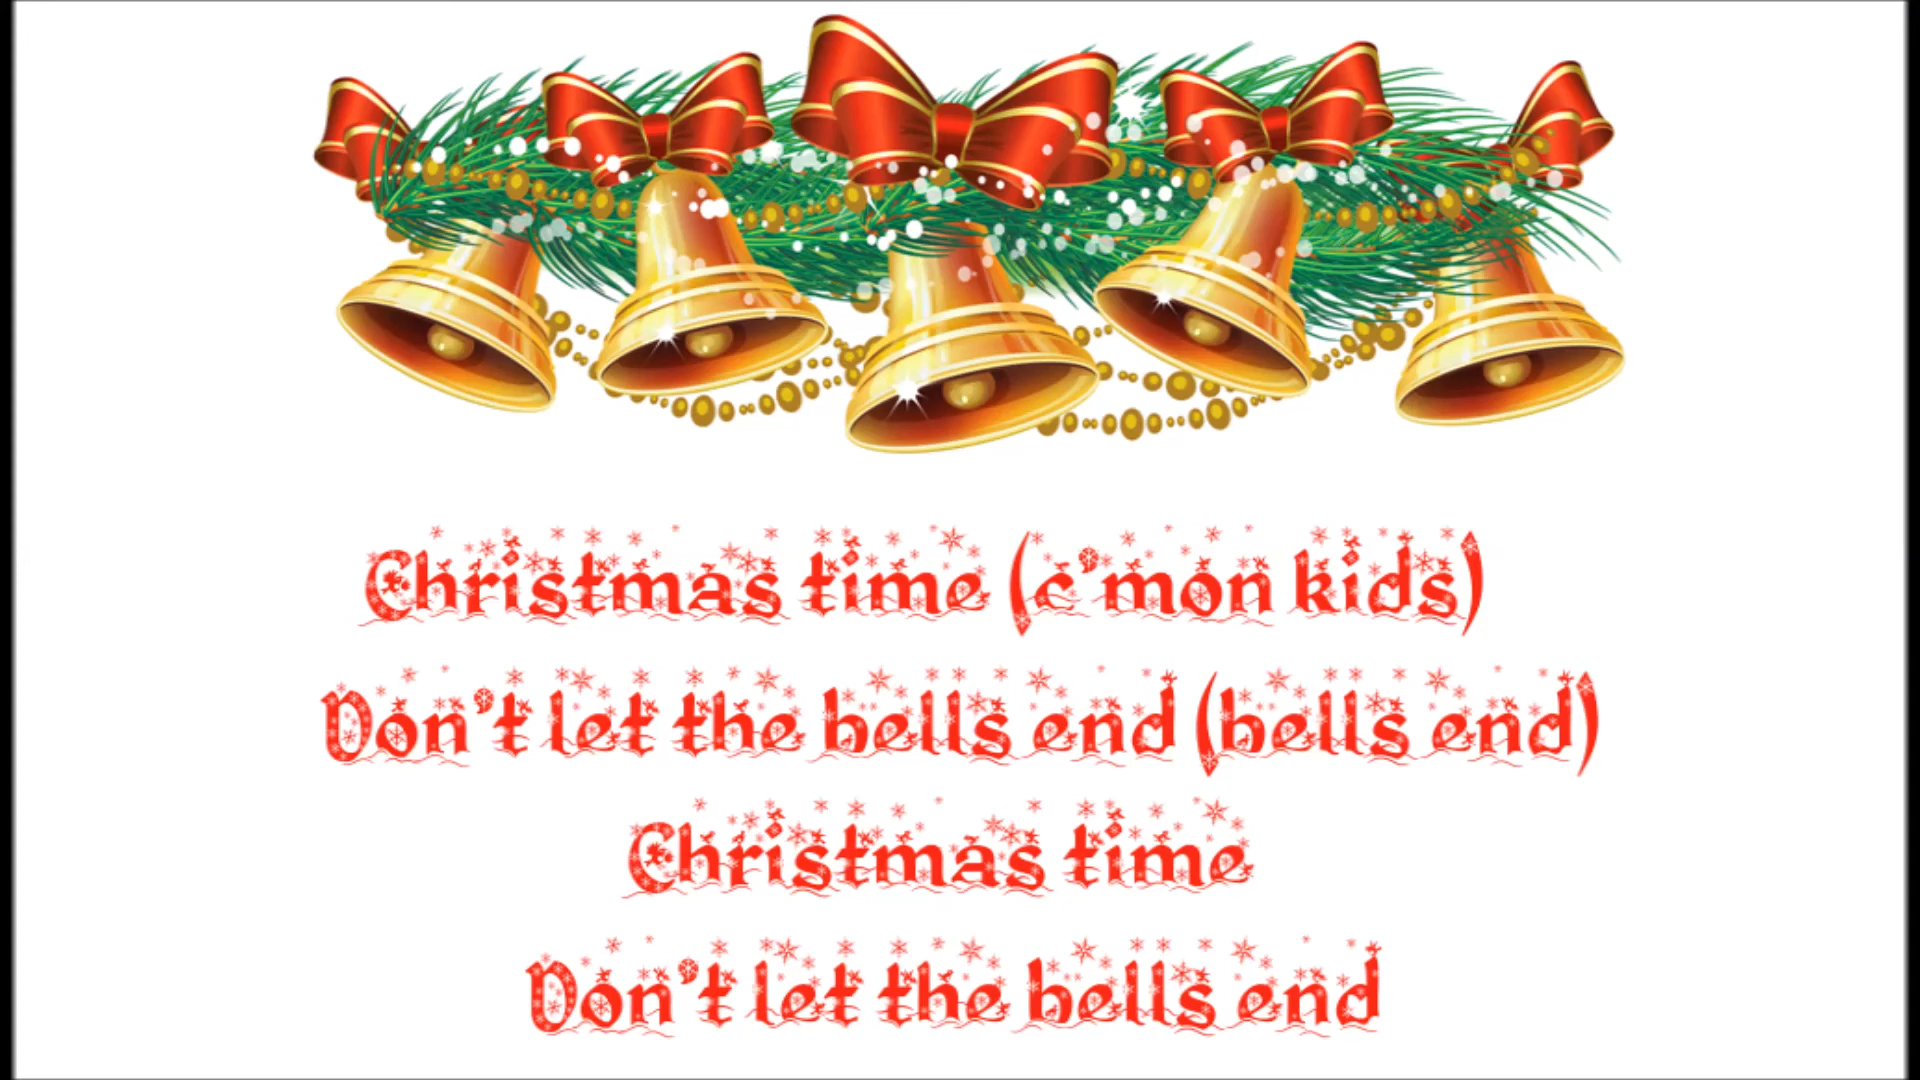 Christmas time (c'mon kids)
Don't let the bells end (bells end)
Christmas time
Don't let the bells end